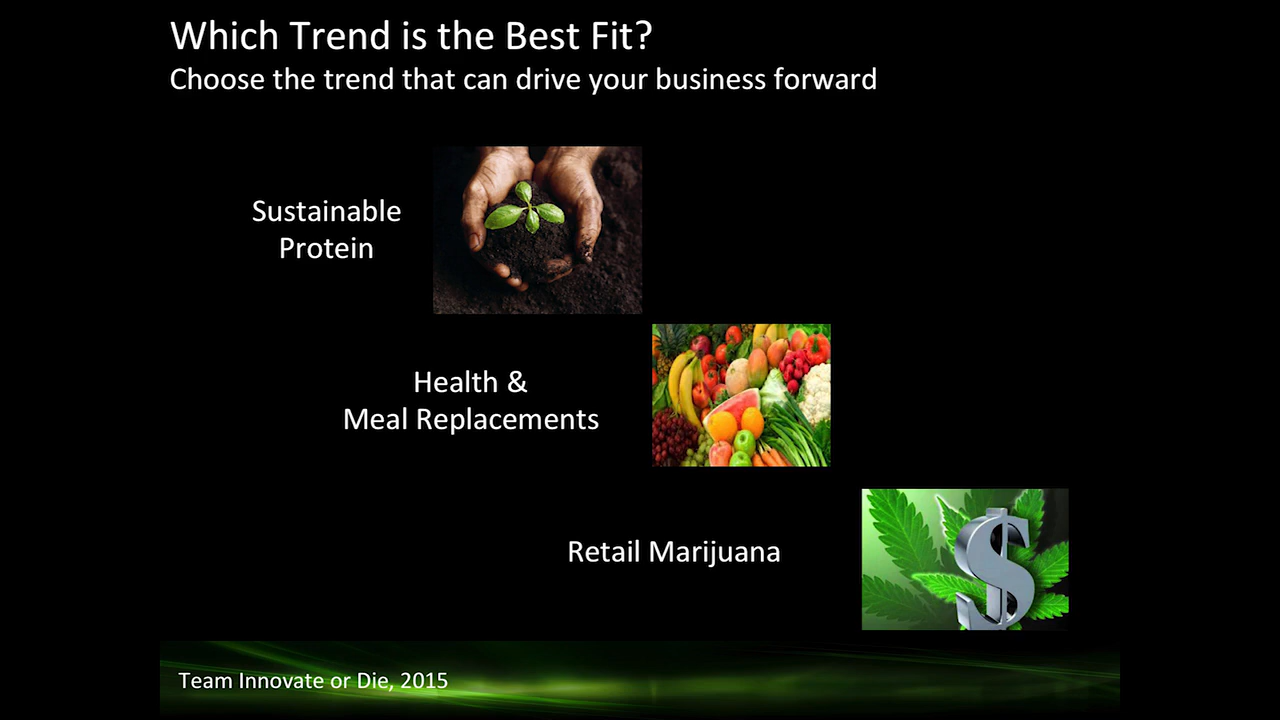 Which Trend is the Best Fit?
Choose the trend that can drive your business forward
Sustainable
Protein
Health &
Meal Replacements
Retail Marijuana
Team Innovate or Die, 2015